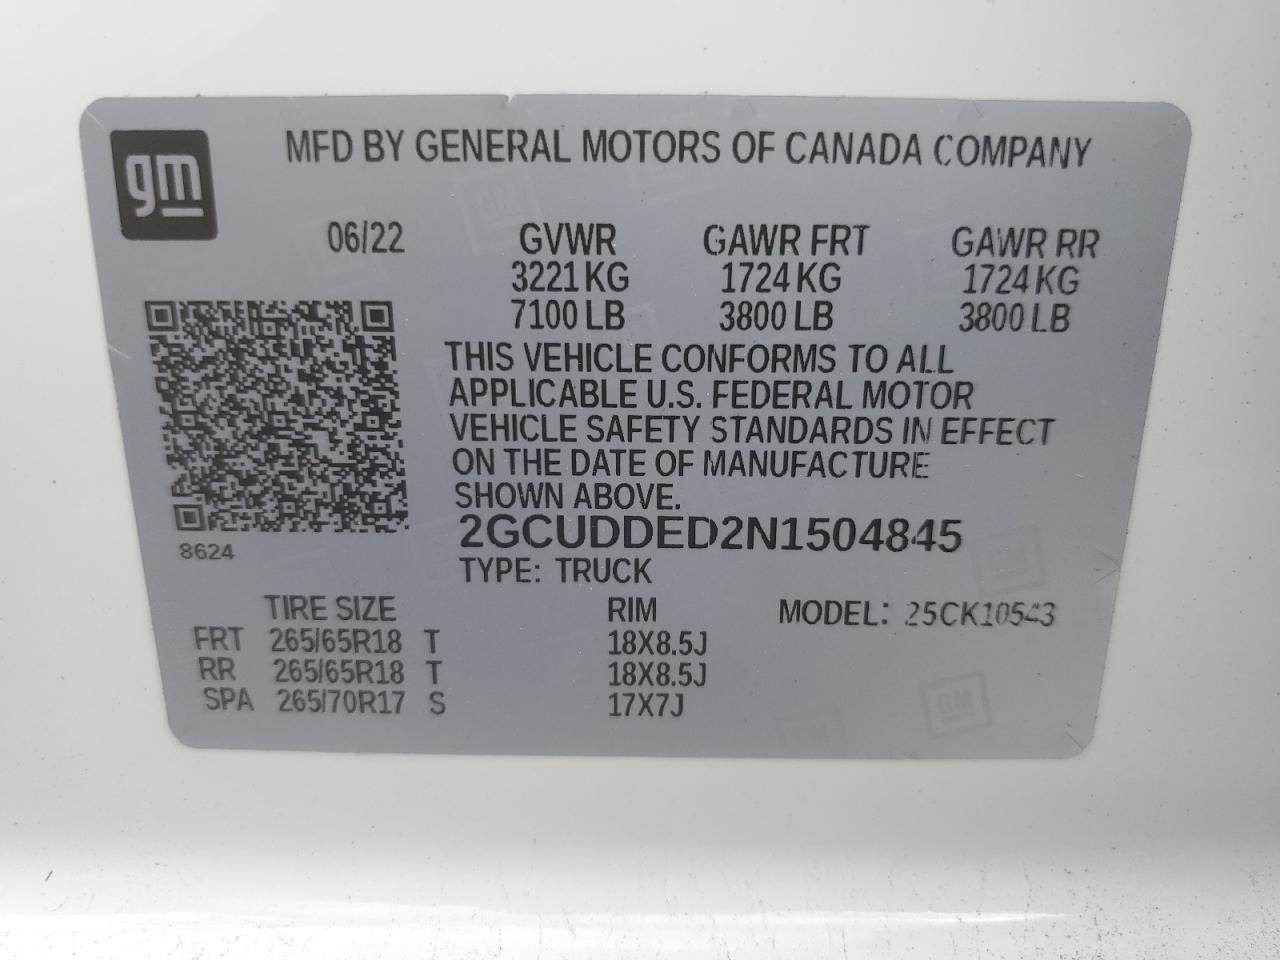 gm
MFD BY GENERAL MOTORS OF CANADA COMPANY
06/22 GVWR GAWR FRT GAWR RR
3221 KG 1724 KG 1724 KG
7100 LB 3800 LB 3800 LB
THIS VEHICLE CONFORMS TO ALL
APPLICABLE U.S. FEDERAL MOTOR
VEHICLE SAFETY STANDARDS IN EFFECT
ON THE DATE OF MANUFACTURE
SHOWN ABOVE.
8624
2GCUDDED2N1504845
TYPE: TRUCK
TIRE SIZE RIM MODEL: 25CK10543
FRT 265/65R18 T 18X8.5J
RR 265/65R18 T 18X8.5J
SPA 265/70R17 S 17X7J